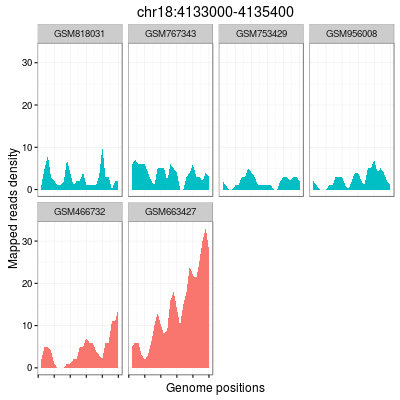 chr18:4133000-4135400
GSM818031 GSM767343 GSM753429 GSM956008
30
20
10
0
GSM466732 GSM663427
30
20
10
0
Mapped reads density
Genome positions